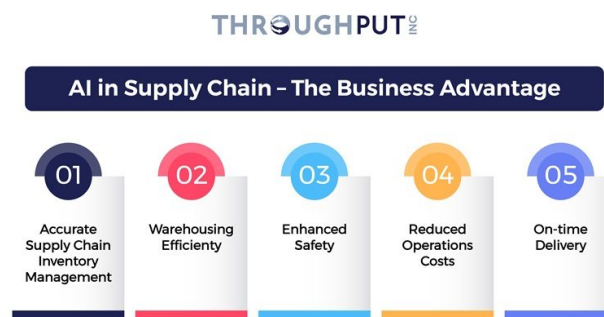 THROUGHPUT INC
AI in Supply Chain – The Business Advantage
01
Accurate
Supply Chain
Inventory
Management
02
Warehousing
Efficienty
03
Enhanced
Safety
04
Reduced
Operations
Costs
05
On-time
Delivery